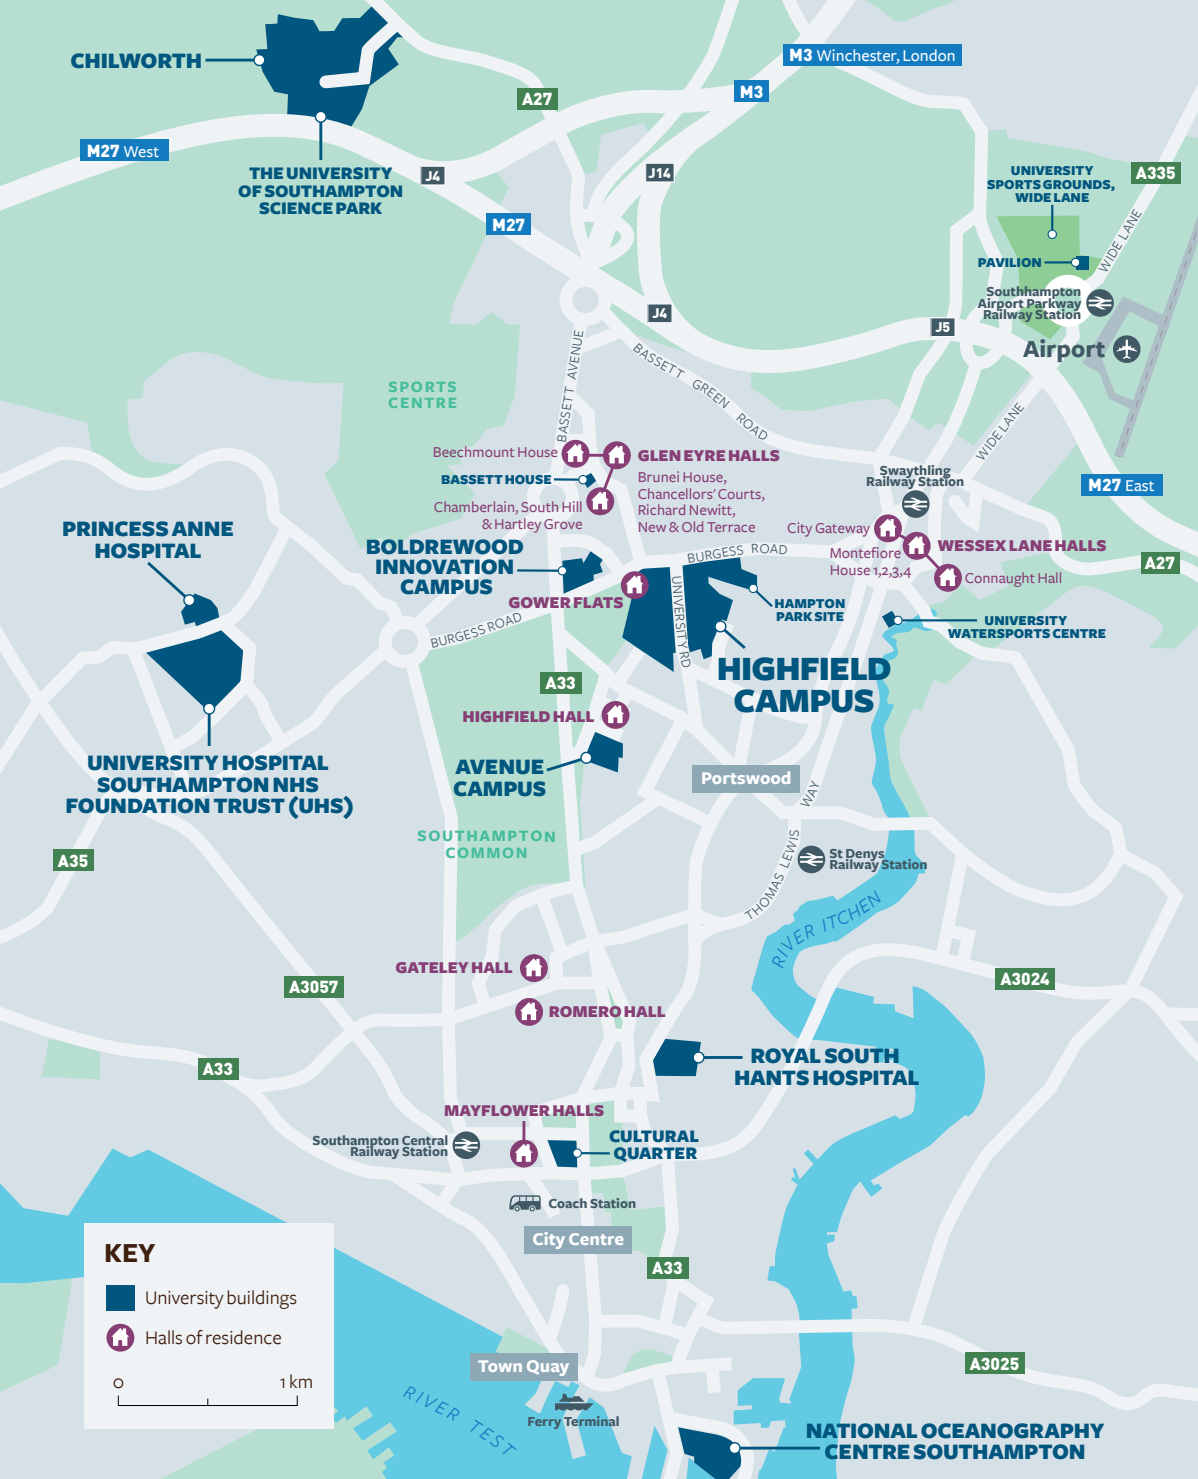 M3 Winchester, London
CHILWORTH
A27
M3
M27 West
THE UNIVERSITY
OF SOUTHAMPTON
SCIENCE PARK
J4
J14
M27
UNIVERSITY
SPORTS GROUNDS,
WIDE LANE
A335
WIDE LANE
PAVILION
Southhampton
Airport Parkway
Railway Station
J4
J5
Airport
BASSETT AVENUE
BASSETT GREEN ROAD
SPORTS
CENTRE
WIDE LANE
Beechmount House
GLEN EYRE HALLS
BASSETT HOUSE
Brunei House,
Chancellors' Courts,
Richard Newitt,
New & Old Terrace
Chamberlain, South Hill
& Hartley Grove
Swaythling
Railway Station
M27 East
PRINCESS ANNE
HOSPITAL
BOLDREWOOD
INNOVATION
CAMPUS
City Gateway
BURGESS ROAD
Montefiore
House 1,2,3,4
WESSEX LANE HALLS
Connaught Hall
A27
GOWER FLATS
UNIVERSITY RD
HAMPTON
PARK SITE
BURGESS ROAD
UNIVERSITY
WATERSPORTS CENTRE
HIGHFIELD
CAMPUS
A33
HIGHFIELD HALL
UNIVERSITY HOSPITAL
SOUTHAMPTON NHS
FOUNDATION TRUST (UHS)
AVENUE
CAMPUS
Portswood
SOUTHAMPTON
COMMON
THOMAS LEWIS WAY
A35
St Denys
Railway Station
RIVER ITCHEN
GATELEY HALL
A3057
A3024
ROMERO HALL
A33
ROYAL SOUTH
HANTS HOSPITAL
MAYFLOWER HALLS
Southampton Central
Railway Station
CULTURAL
QUARTER
Coach Station
City Centre
A33
KEY
University buildings
Halls of residence
0 1 km
Town Quay
A3025
RIVER TEST
Ferry Terminal
NATIONAL OCEANOGRAPHY
CENTRE SOUTHAMPTON